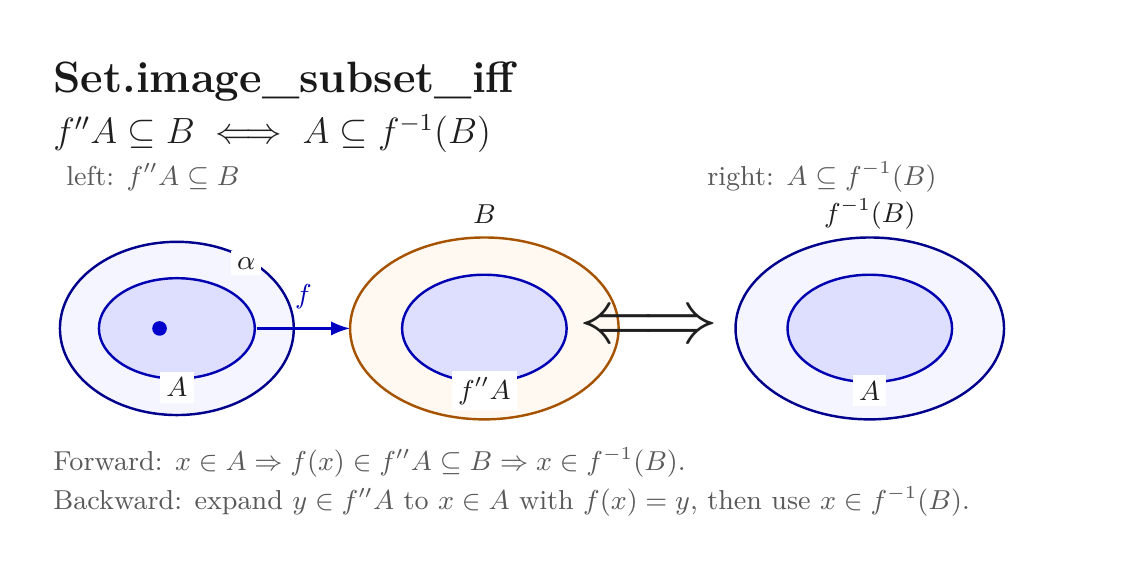 Set.image_subset_iff
f″A ⊆ B ⟺ A ⊆ f⁻¹(B)
left: f″A ⊆ B
right: A ⊆ f⁻¹(B)
B
f⁻¹(B)
α
f
A
f″A
A
Forward: x ∈ A ⇒ f(x) ∈ f″A ⊆ B ⇒ x ∈ f⁻¹(B).
Backward: expand y ∈ f″A to x ∈ A with f(x) = y, then use x ∈ f⁻¹(B).